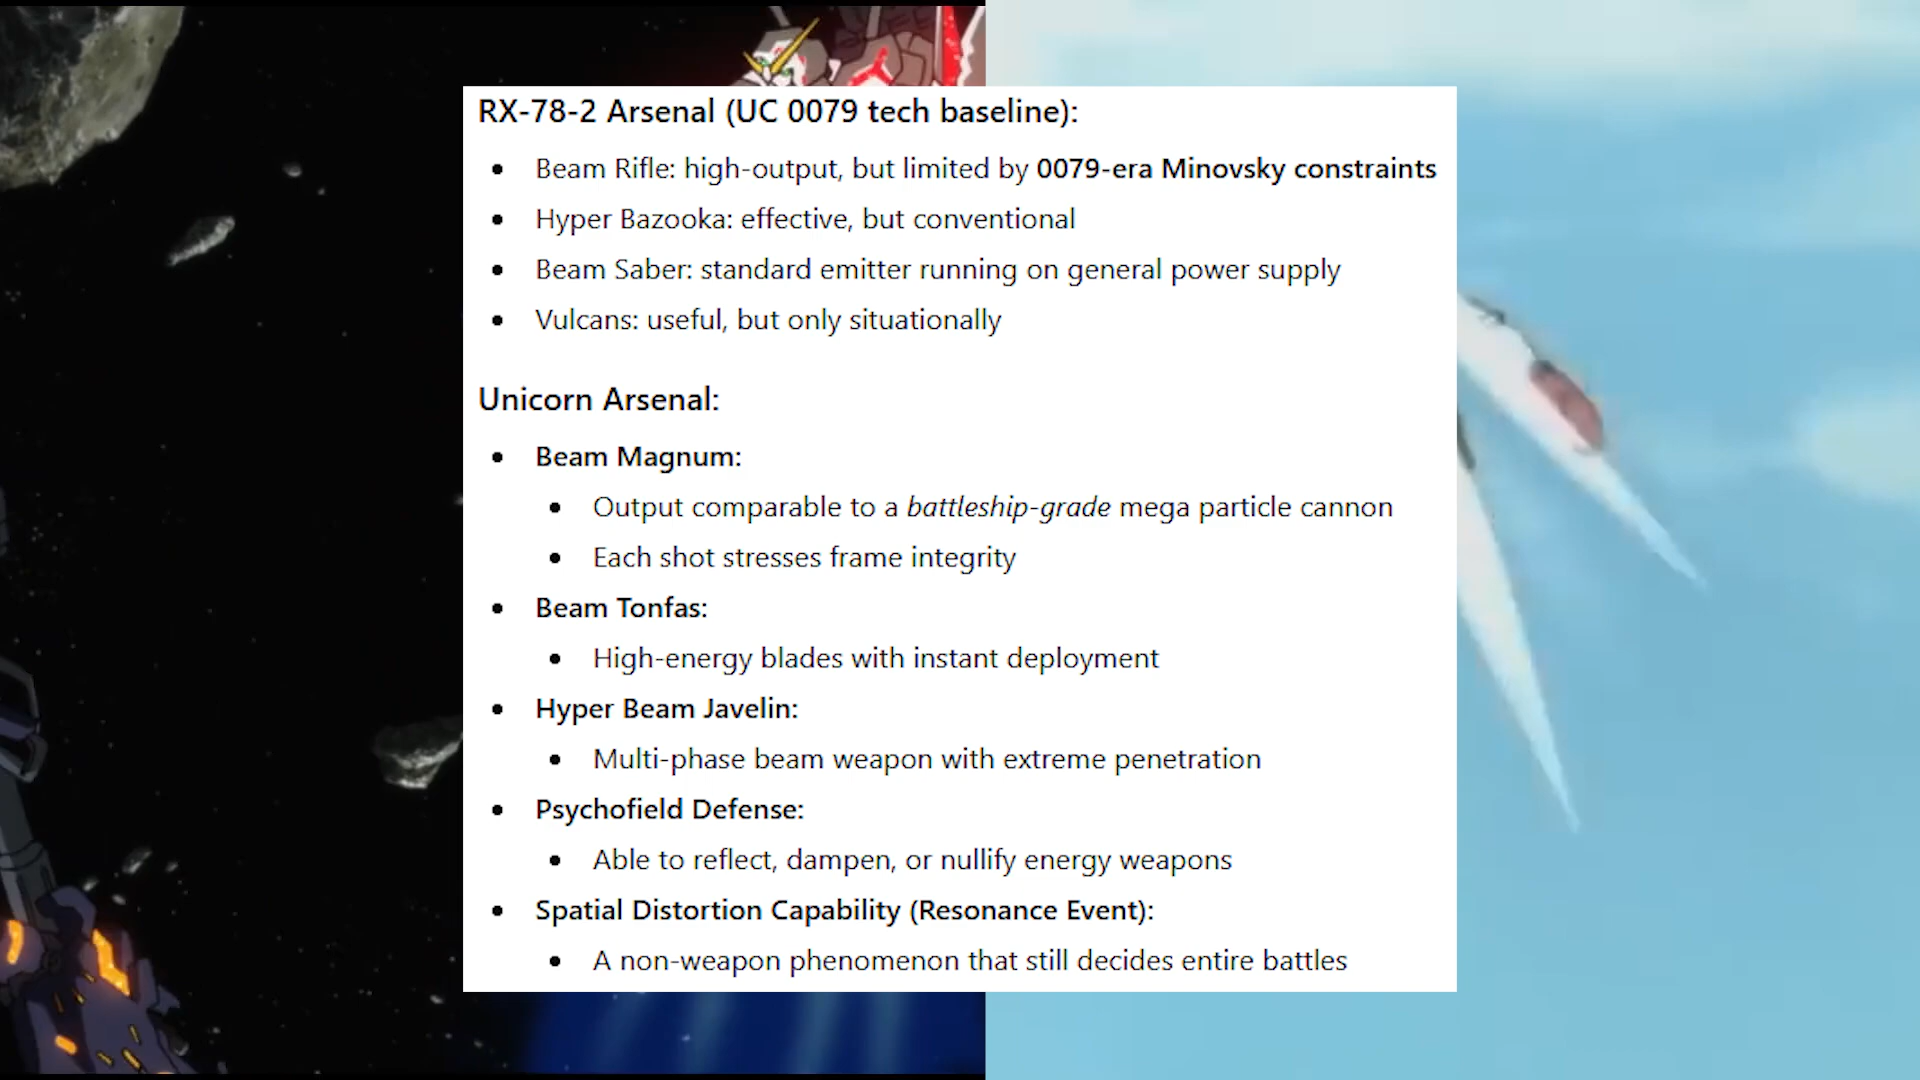 RX-78-2 Arsenal (UC 0079 tech baseline):
• Beam Rifle: high-output, but limited by 0079-era Minovsky constraints
• Hyper Bazooka: effective, but conventional
• Beam Saber: standard emitter running on general power supply
• Vulcans: useful, but only situationally
Unicorn Arsenal:
• Beam Magnum:
• Output comparable to a battleship-grade mega particle cannon
• Each shot stresses frame integrity
• Beam Tonfas:
• High-energy blades with instant deployment
• Hyper Beam Javelin:
• Multi-phase beam weapon with extreme penetration
• Psychofield Defense:
• Able to reflect, dampen, or nullify energy weapons
• Spatial Distortion Capability (Resonance Event):
• A non-weapon phenomenon that still decides entire battles